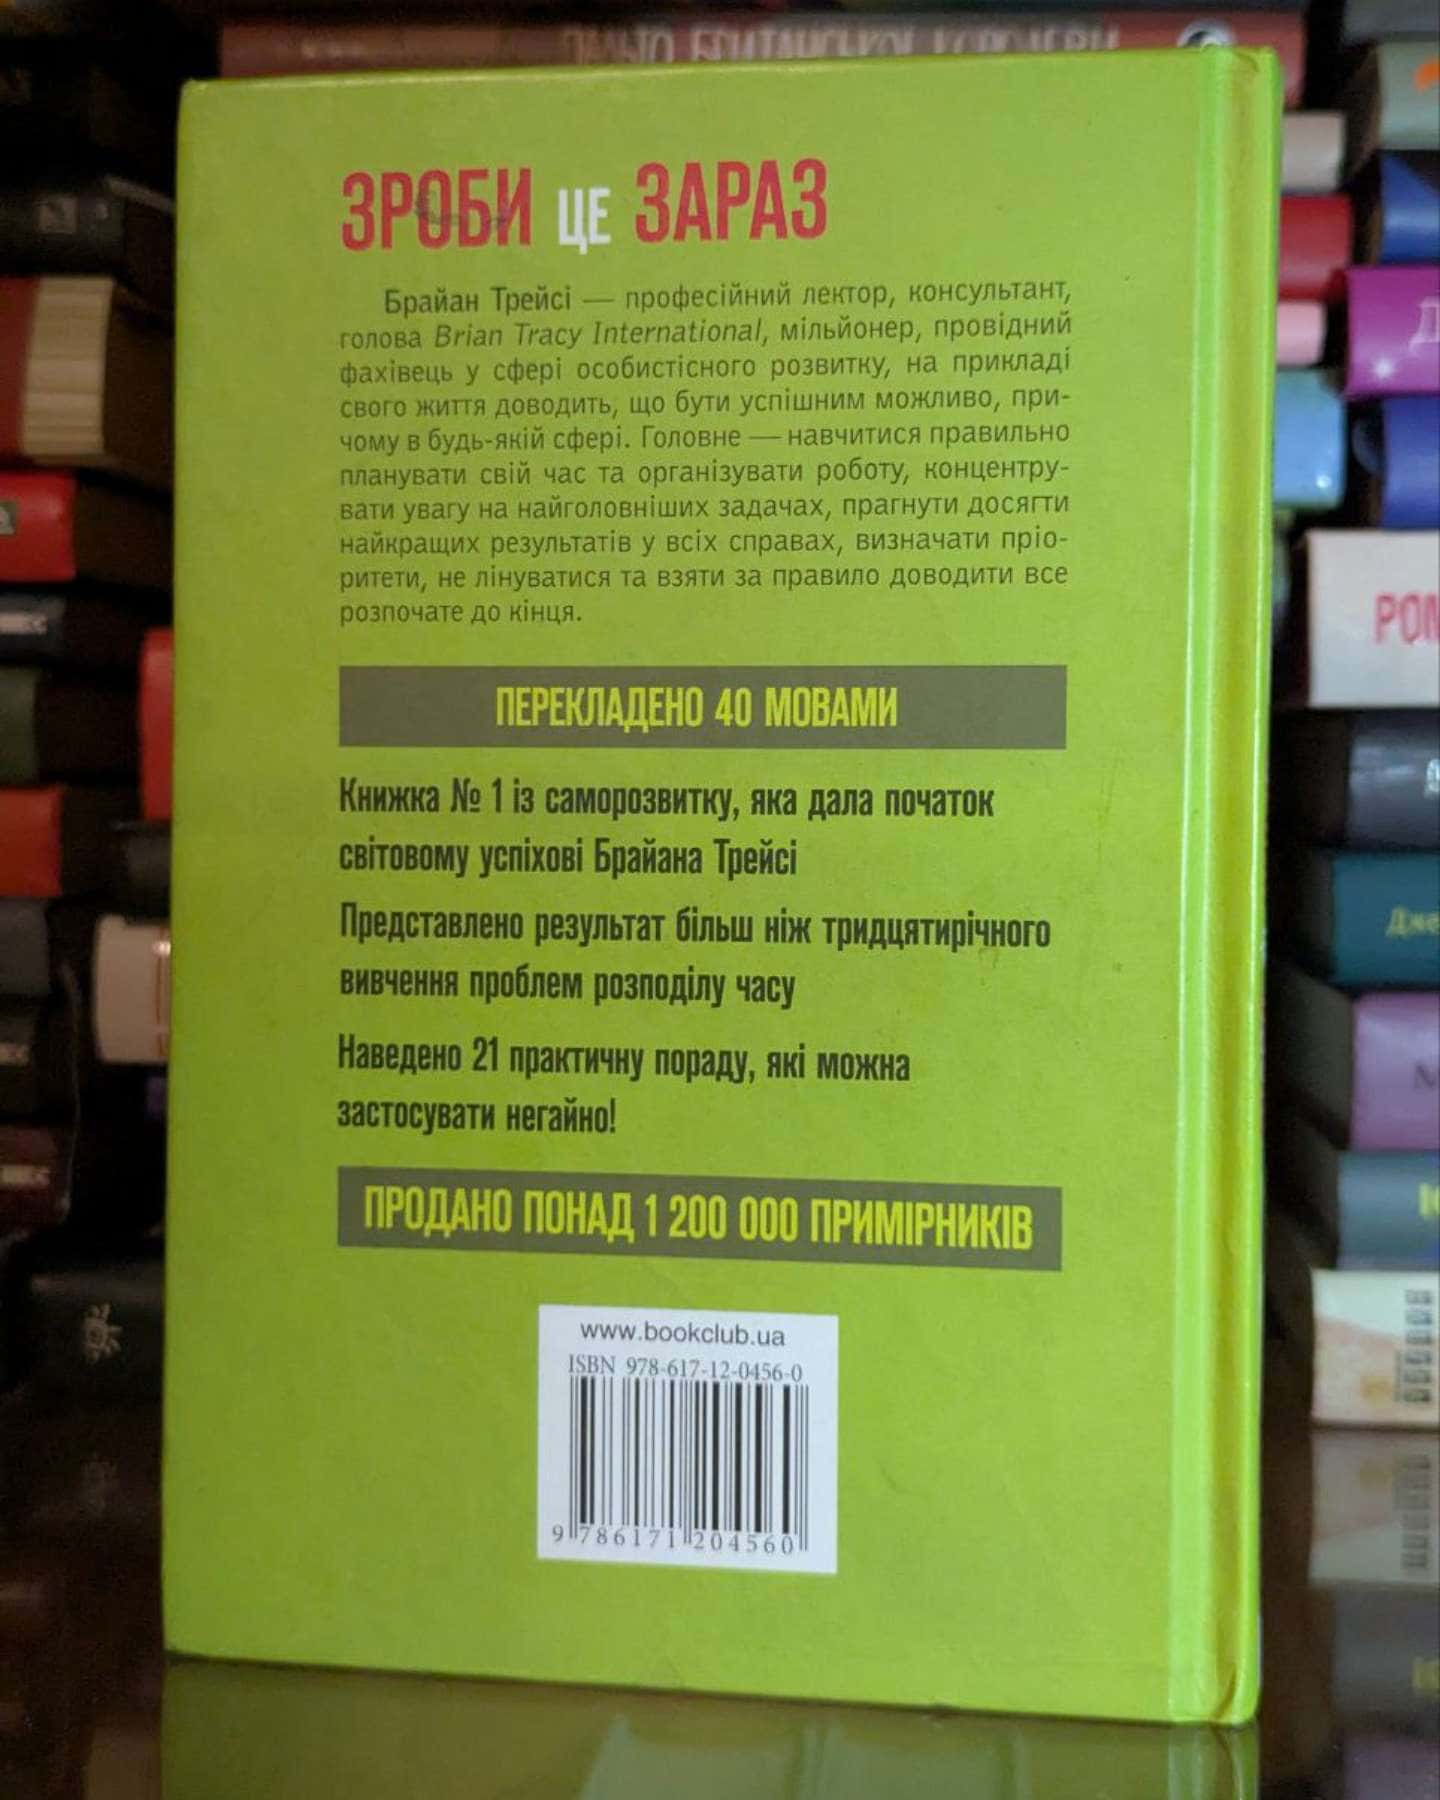 ПАЛЬТО БРИТАНСЬКОЇ КОРОЛЕВИ
ЗРОБИ ЦЕ ЗАРАЗ
Брайан Трейсі — професійний лектор, консультант,
голова Brian Tracy International, мільйонер, провідний
фахівець у сфері особистісного розвитку, на прикладі
свого життя доводить, що бути успішним можливо, при-
чому в будь-якій сфері. Головне — навчитися правильно
планувати свій час та організувати роботу, концентру-
вати увагу на найголовніших задачах, прагнути досягти
найкращих результатів у всіх справах, визначати пріо-
ритети, не лінуватися та взяти за правило доводити все
розпочате до кінця.
ПЕРЕКЛАДЕНО 40 МОВАМИ
Книжка № 1 із саморозвитку, яка дала початок
світовому успіхові Брайана Трейсі
Представлено результат більш ніж тридцятирічного
вивчення проблем розподілу часу
Наведено 21 практичну пораду, які можна
застосувати негайно!
ПРОДАНО ПОНАД 1 200 000 ПРИМІРНИКІВ
www.bookclub.ua
ISBN 978-617-12-0456-0
9 786171 204560
РОМ
Дже